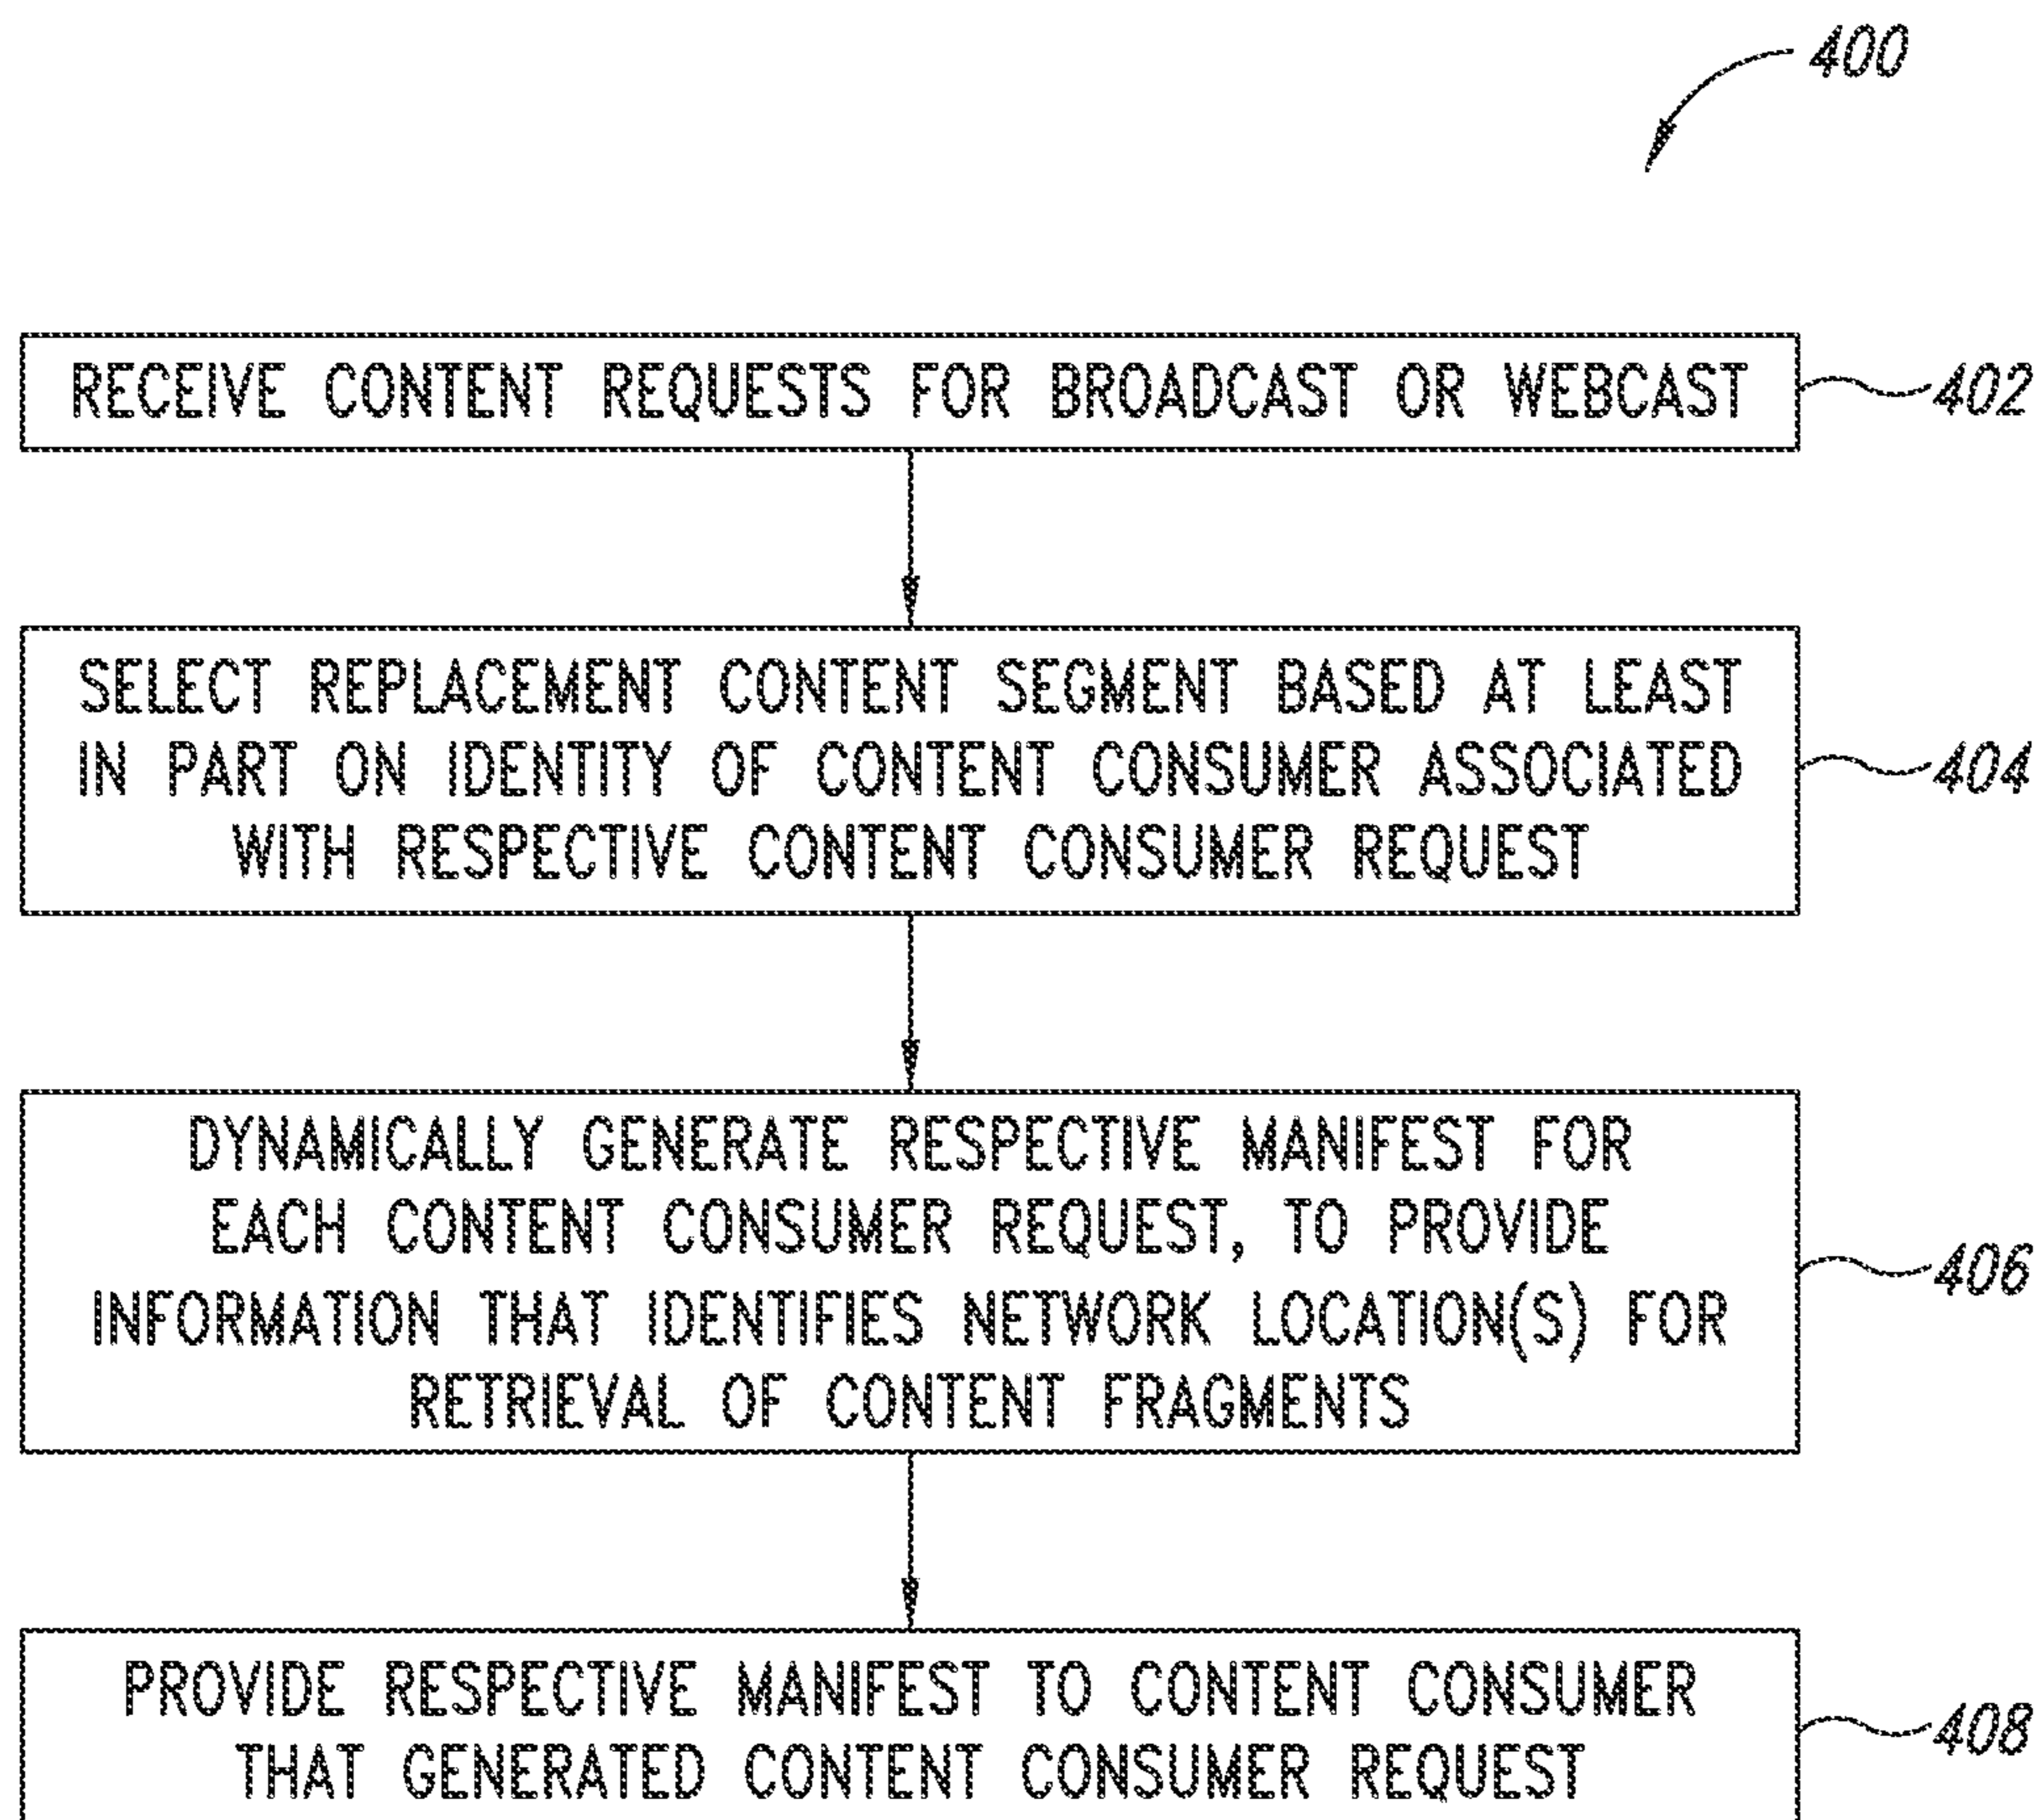 400
RECEIVE CONTENT REQUESTS FOR BROADCAST OR WEBCAST
402
SELECT REPLACEMENT CONTENT SEGMENT BASED AT LEAST
IN PART ON IDENTITY OF CONTENT CONSUMER ASSOCIATED
WITH RESPECTIVE CONTENT CONSUMER REQUEST
404
DYNAMICALLY GENERATE RESPECTIVE MANIFEST FOR
EACH CONTENT CONSUMER REQUEST, TO PROVIDE
INFORMATION THAT IDENTIFIES NETWORK LOCATION(S) FOR
RETRIEVAL OF CONTENT FRAGMENTS
406
PROVIDE RESPECTIVE MANIFEST TO CONTENT CONSUMER
THAT GENERATED CONTENT CONSUMER REQUEST
408